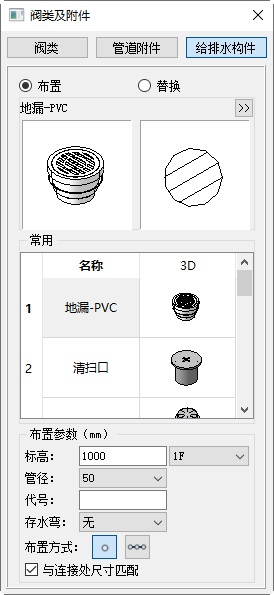 阀类及附件
阀类 管道附件 给排水构件
布置 替换
地漏-PVC >>
常用
名称 3D
1 地漏-PVC
2 清扫口
布置参数（mm）
标高： 1000 1F
管径： 50
代号：
存水弯： 无
布置方式：
与连接处尺寸匹配